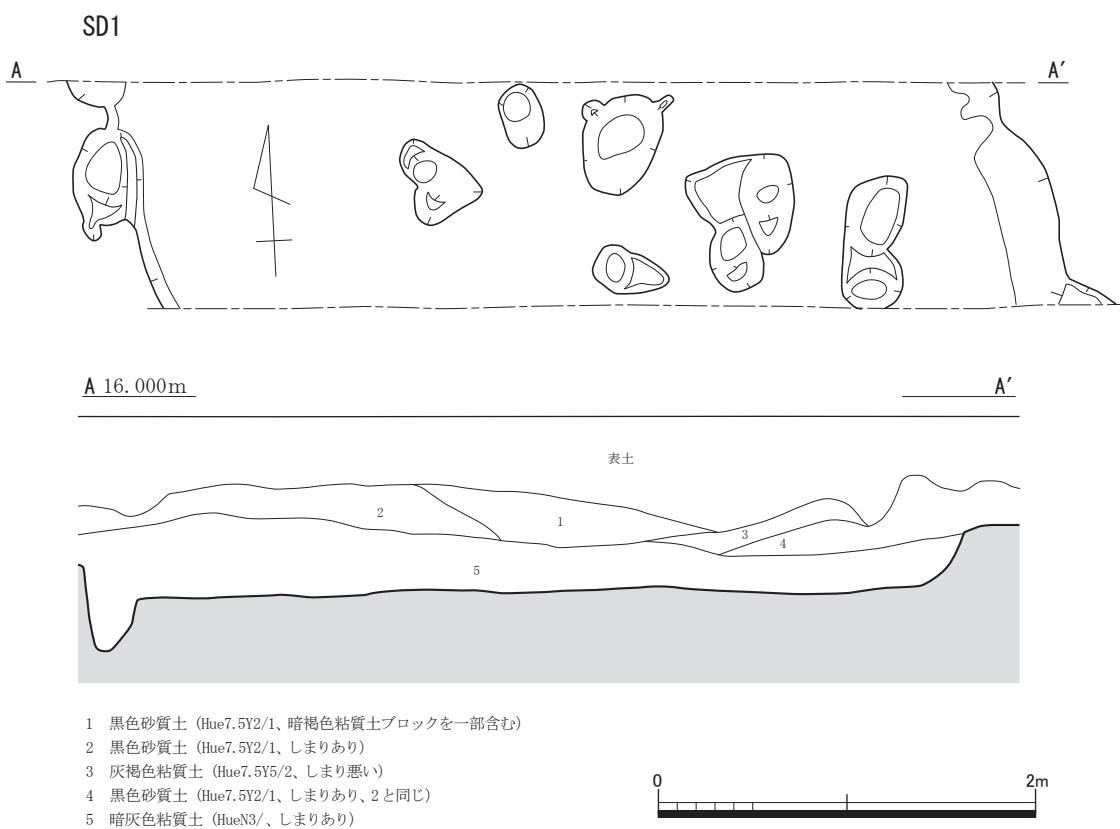 SD1
A A′
A 16.000m A′
表土
2 1 3 4
5
1 黒色砂質土（Hue7.5Y2/1、暗褐色粘質土ブロックを一部含む）
2 黒色砂質土（Hue7.5Y2/1、しまりあり）
3 灰褐色粘質土（Hue7.5Y5/2、しまり悪い）
4 黒色砂質土（Hue7.5Y2/1、しまりあり、2と同じ）
5 暗灰色粘質土（HueN3/、しまりあり）
0 2m